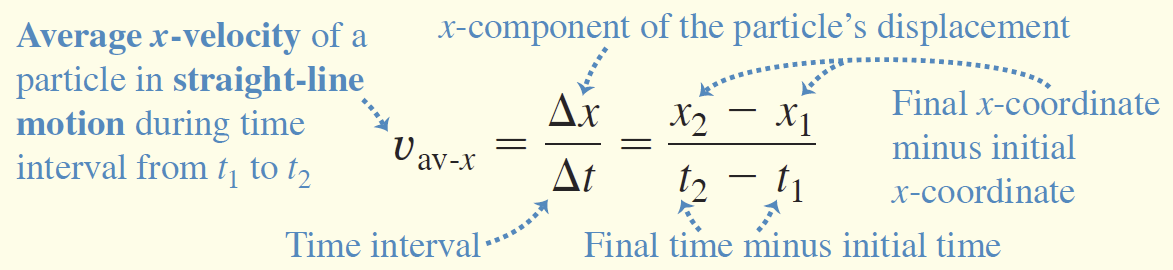 Average x-velocity of a
particle in straight-line
motion during time
interval from t₁ to t₂
x-component of the particle's displacement
vₐᵥ₋ₓ = Δx/Δt = (x₂ − x₁)/(t₂ − t₁)
Final x-coordinate
minus initial
x-coordinate
Time interval
Final time minus initial time